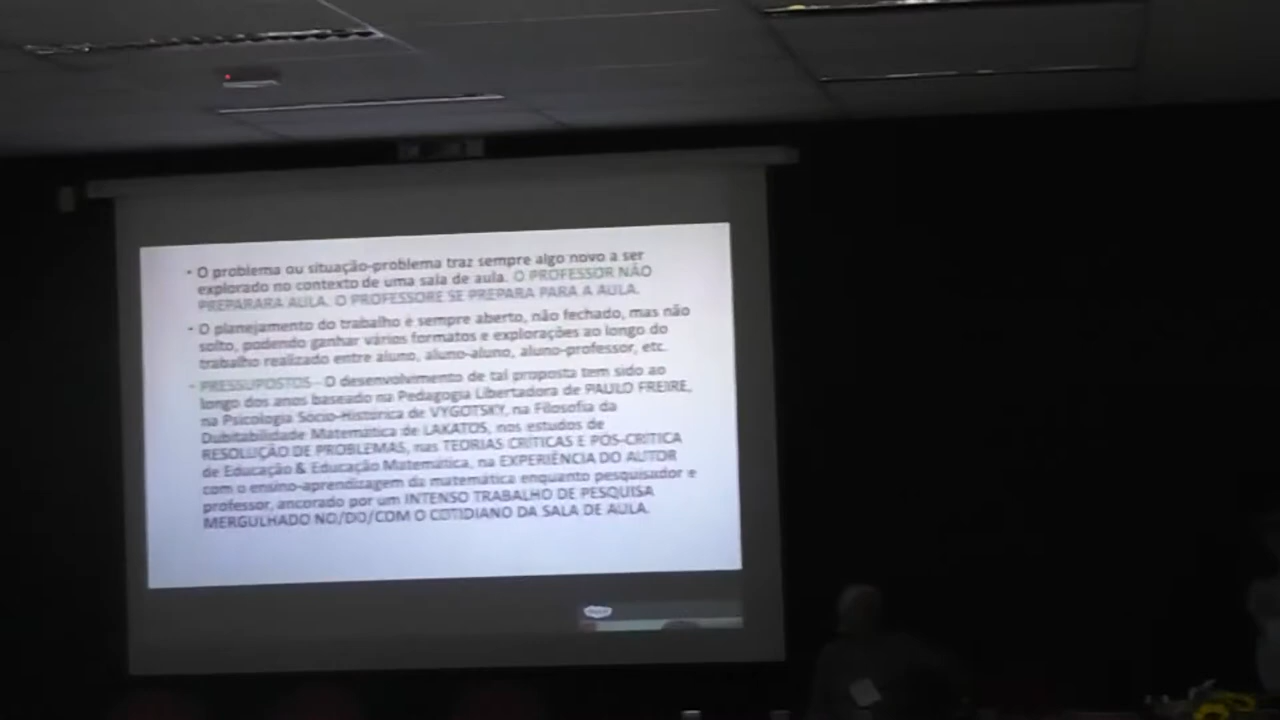 • O problema ou situação-problema traz sempre algo novo a ser
explorado no contexto de uma sala de aula. O PROFESSOR NÃO
PREPARARA AULA. O PROFESSORE SE PREPARA PARA A AULA.
• O planejamento do trabalho é sempre aberto, não fechado, mas não
solto, podendo ganhar vários formatos e explorações ao longo do
trabalho realizado entre aluno, aluno-aluno, aluno-professor, etc.
• PRESSUPOSTOS - O desenvolvimento de tal proposta tem sido ao
longo dos anos baseado na Pedagogia Libertadora de PAULO FREIRE,
na Psicologia Sócio-Histórica de VYGOTSKY, na Filosofia da
Dubitabilidade Matemática de LAKATOS, nos estudos de
RESOLUÇÃO DE PROBLEMAS, nas TEORIAS CRÍTICAS E PÓS-CRÍTICA
de Educação & Educação Matemática, na EXPERIÊNCIA DO AUTOR
com o ensino-aprendizagem da matemática enquanto pesquisador e
professor, ancorado por um INTENSO TRABALHO DE PESQUISA
MERGULHADO NO/DO/COM O COTIDIANO DA SALA DE AULA.